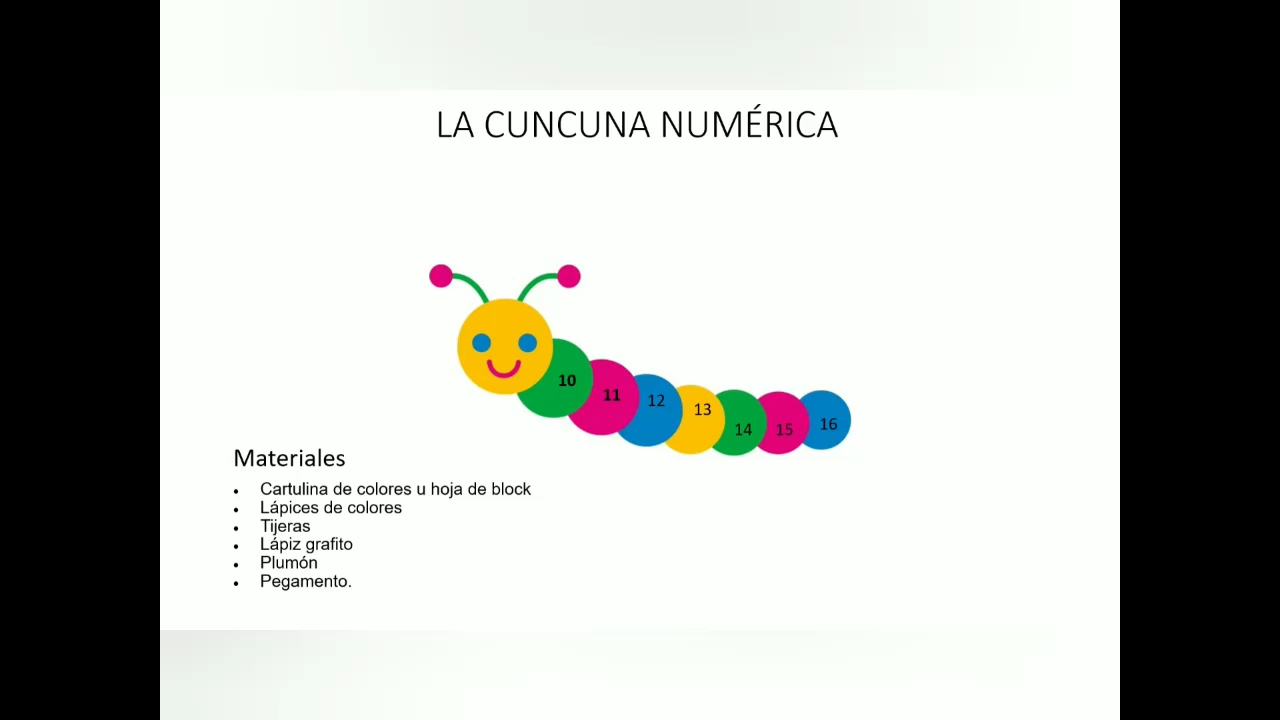 LA CUNCUNA NUMÉRICA
10
11
12
13
14
15
16
Materiales
• Cartulina de colores u hoja de block
• Lápices de colores
• Tijeras
• Lápiz grafito
• Plumón
• Pegamento.